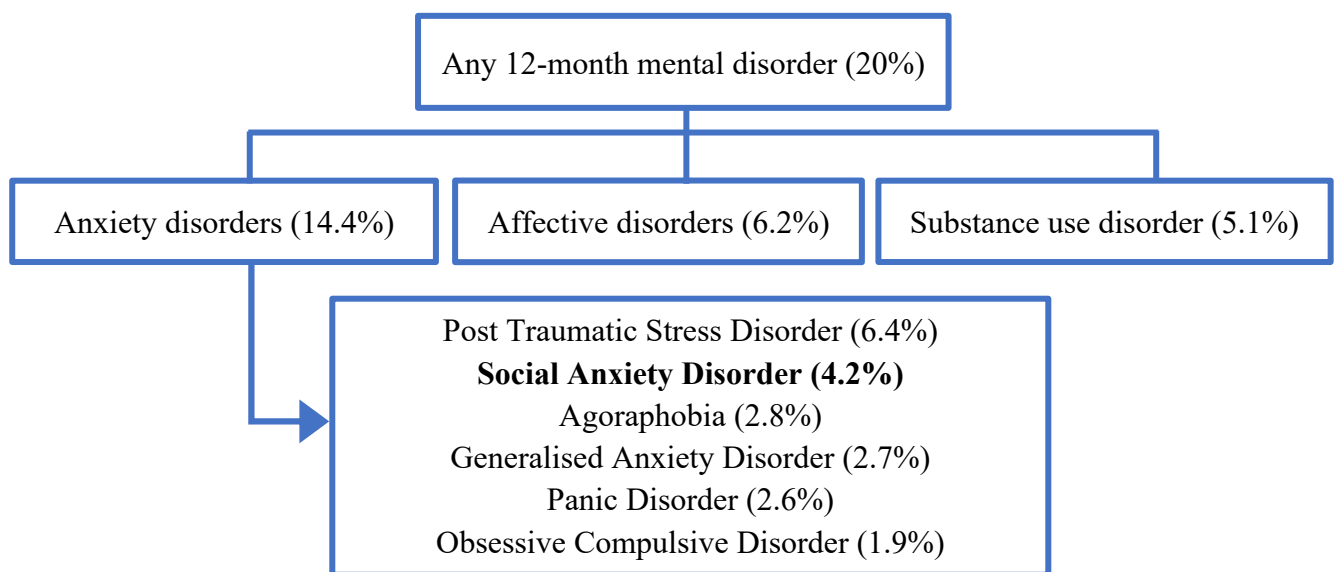 Any 12-month mental disorder (20%)
Anxiety disorders (14.4%)
Affective disorders (6.2%)
Substance use disorder (5.1%)
Post Traumatic Stress Disorder (6.4%)
Social Anxiety Disorder (4.2%)
Agoraphobia (2.8%)
Generalised Anxiety Disorder (2.7%)
Panic Disorder (2.6%)
Obsessive Compulsive Disorder (1.9%)